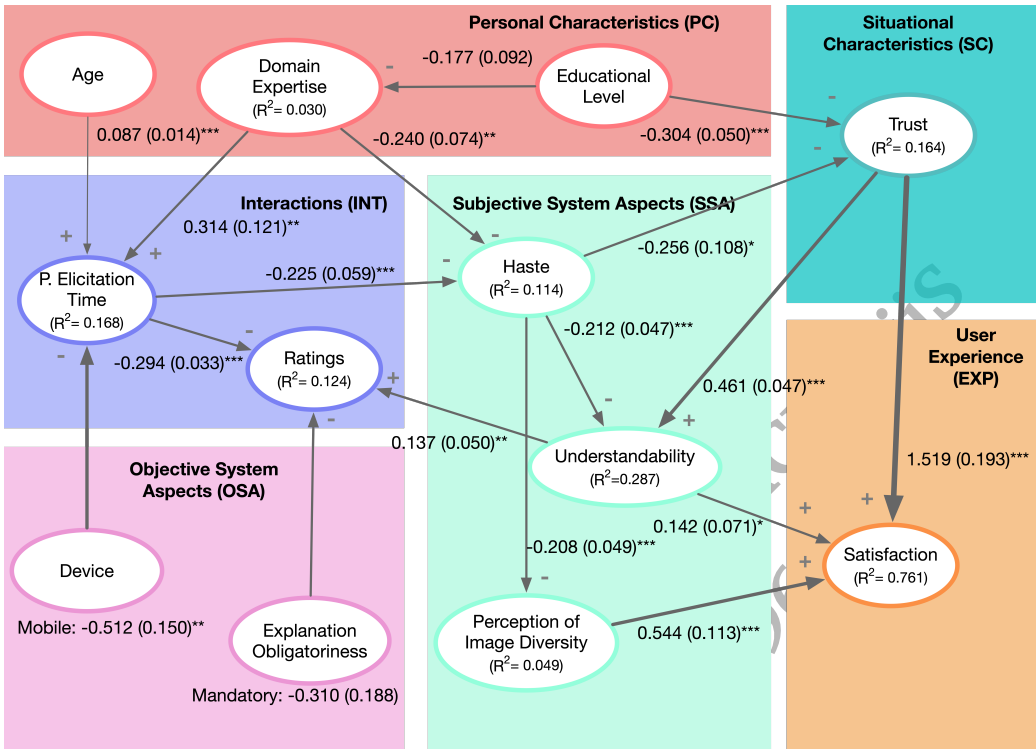 Personal Characteristics (PC)
Age
Domain
Expertise
(R²= 0.030)
-
-0.177 (0.092)
Educational
Level
0.087 (0.014)***
-0.240 (0.074)**
-0.304 (0.050)***
Situational
Characteristics (SC)
-
-
Trust
(R²= 0.164)
Interactions (INT)
0.314 (0.121)**
+
+
P. Elicitation
Time
(R²= 0.168)
-0.225 (0.059)***
-
-0.294 (0.033)***
-
Ratings
(R²= 0.124)
+
-
Subjective System Aspects (SSA)
-
-
Haste
(R²= 0.114)
-0.256 (0.108)*
-0.212 (0.047)***
0.461 (0.047)***
-
+
0.137 (0.050)**
Understandability
(R²=0.287)
0.142 (0.071)*
-0.208 (0.049)***
-
Perception of
Image Diversity
(R²= 0.049)
0.544 (0.113)***
User
Experience
(EXP)
1.519 (0.193)***
+
+
+
Satisfaction
(R²= 0.761)
Objective System
Aspects (OSA)
Device
Mobile: -0.512 (0.150)**
Explanation
Obligatoriness
Mandatory: -0.310 (0.188)